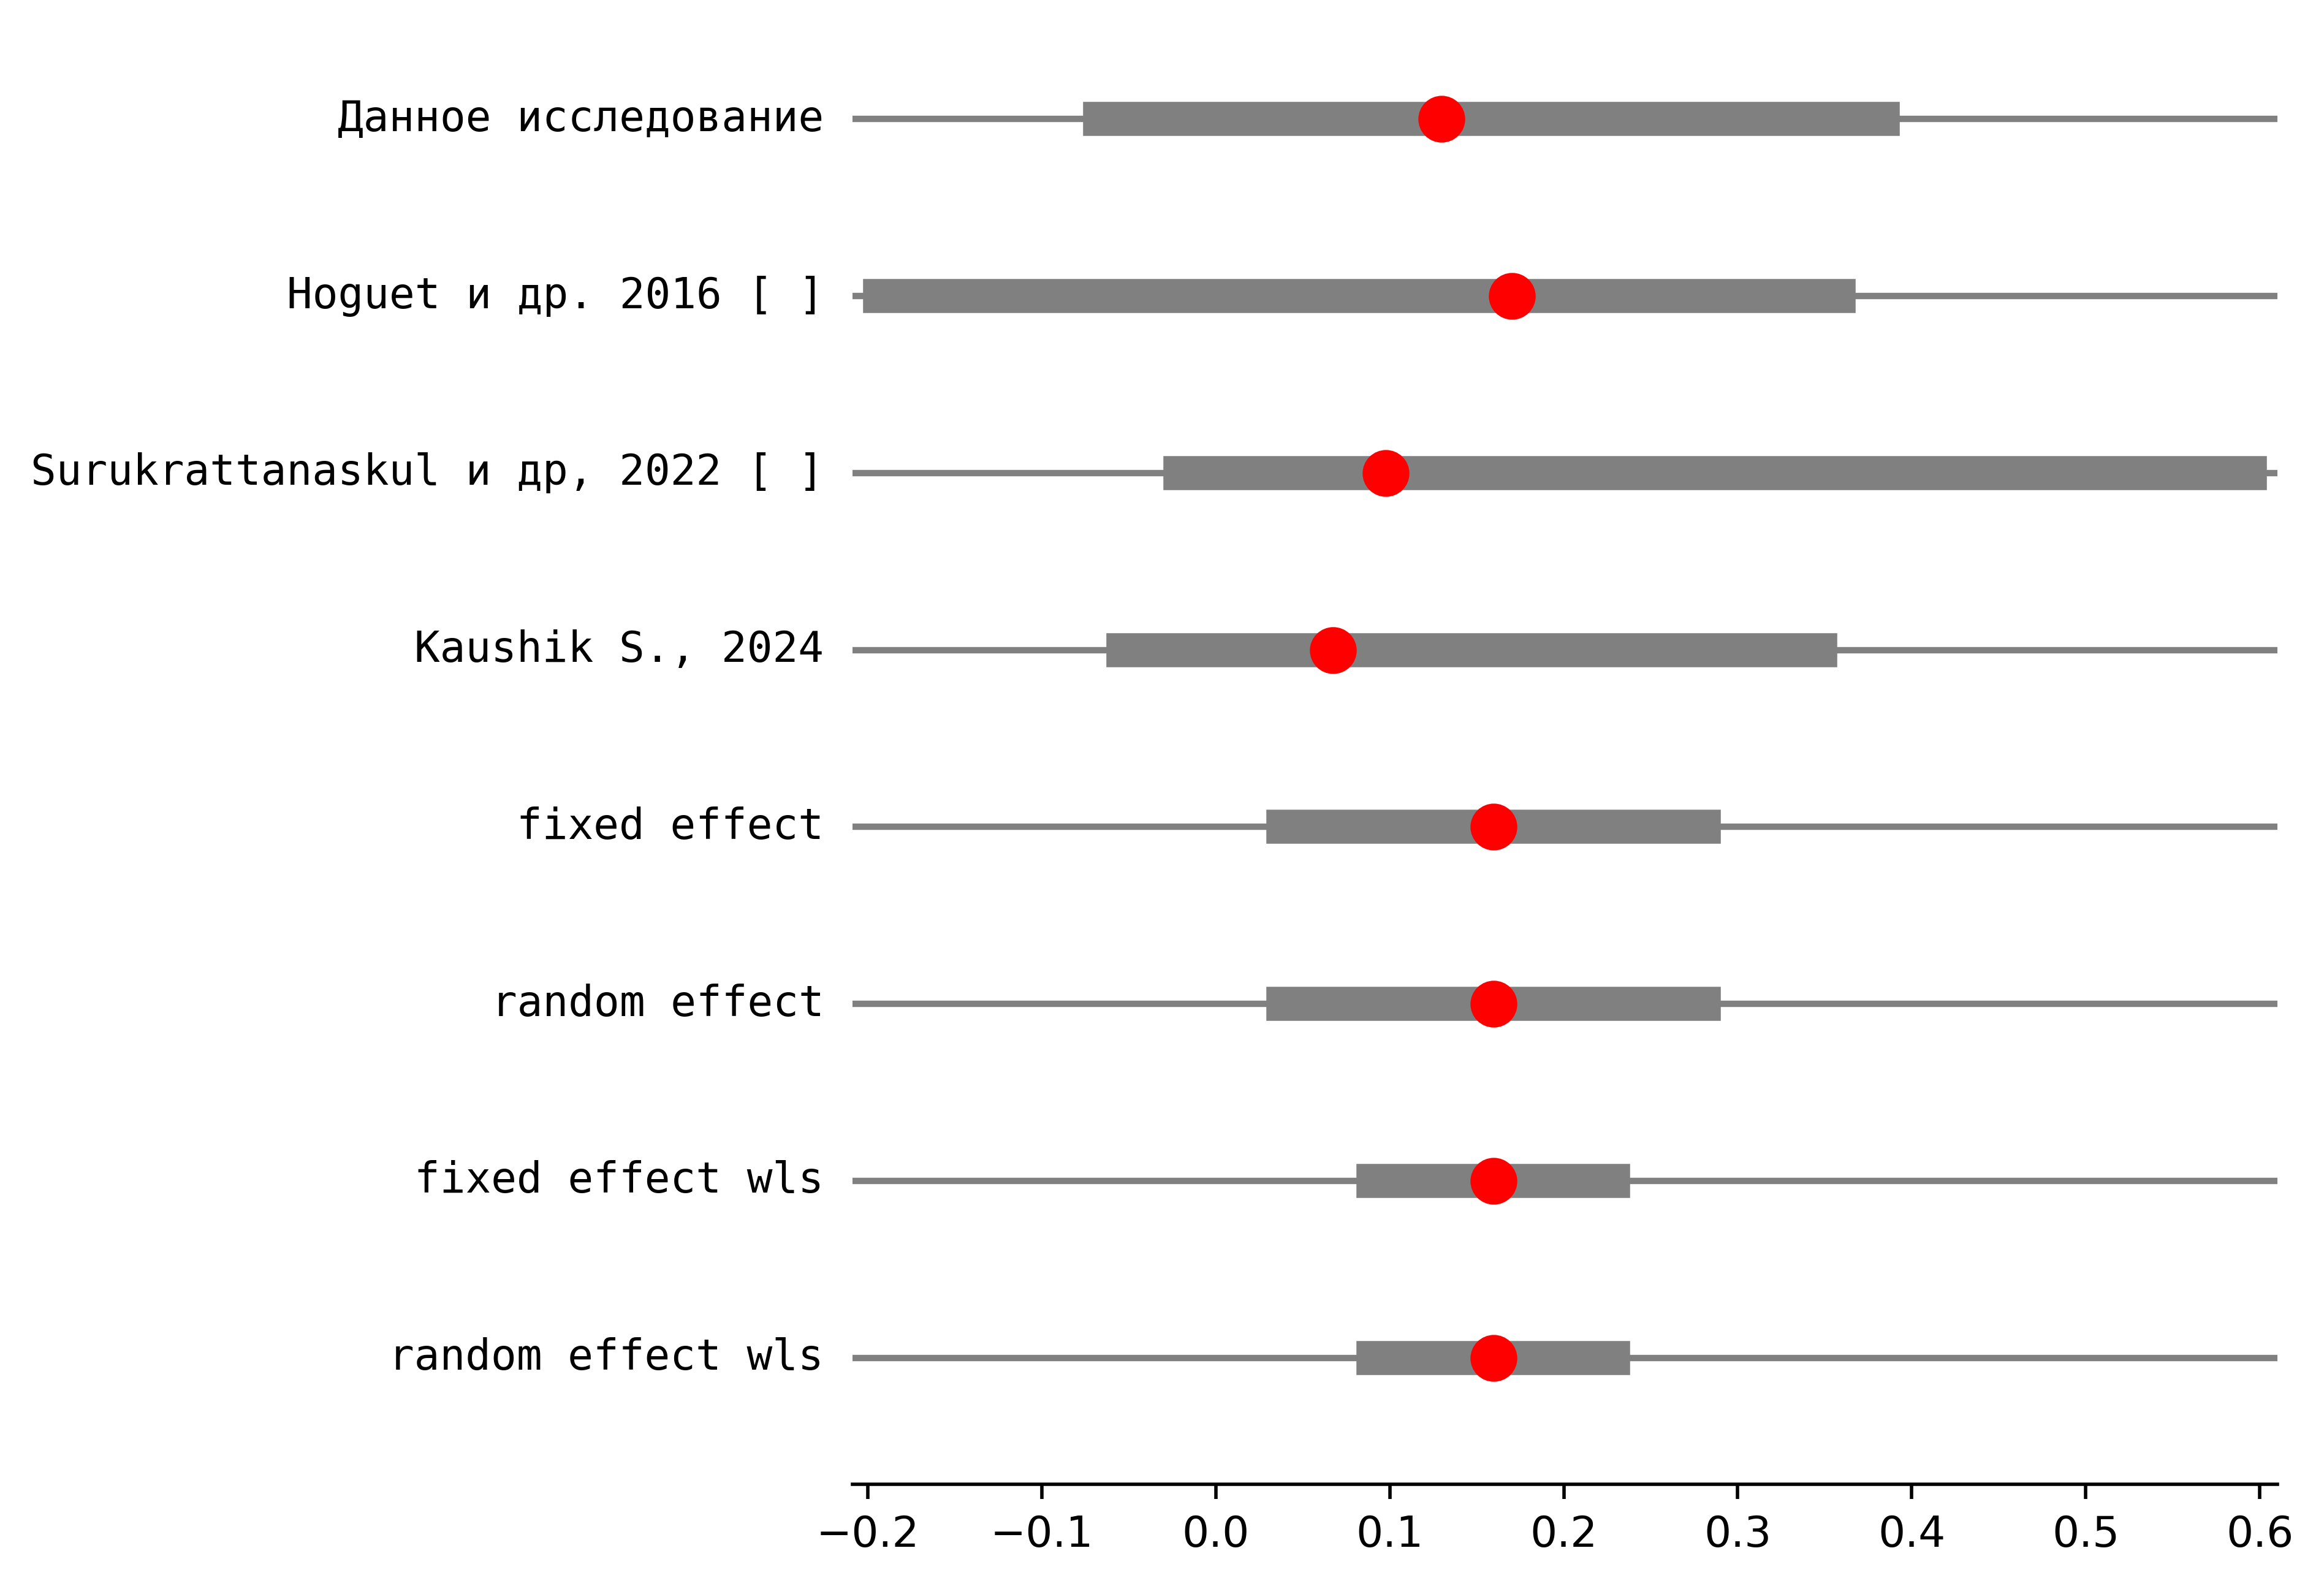 Данное исследование
Hoguet и др. 2016 [ ]
Surukrattanaskul и др, 2022 [ ]
Kaushik S., 2024
fixed effect
random effect
fixed effect wls
random effect wls
−0.2 −0.1 0.0 0.1 0.2 0.3 0.4 0.5 0.6